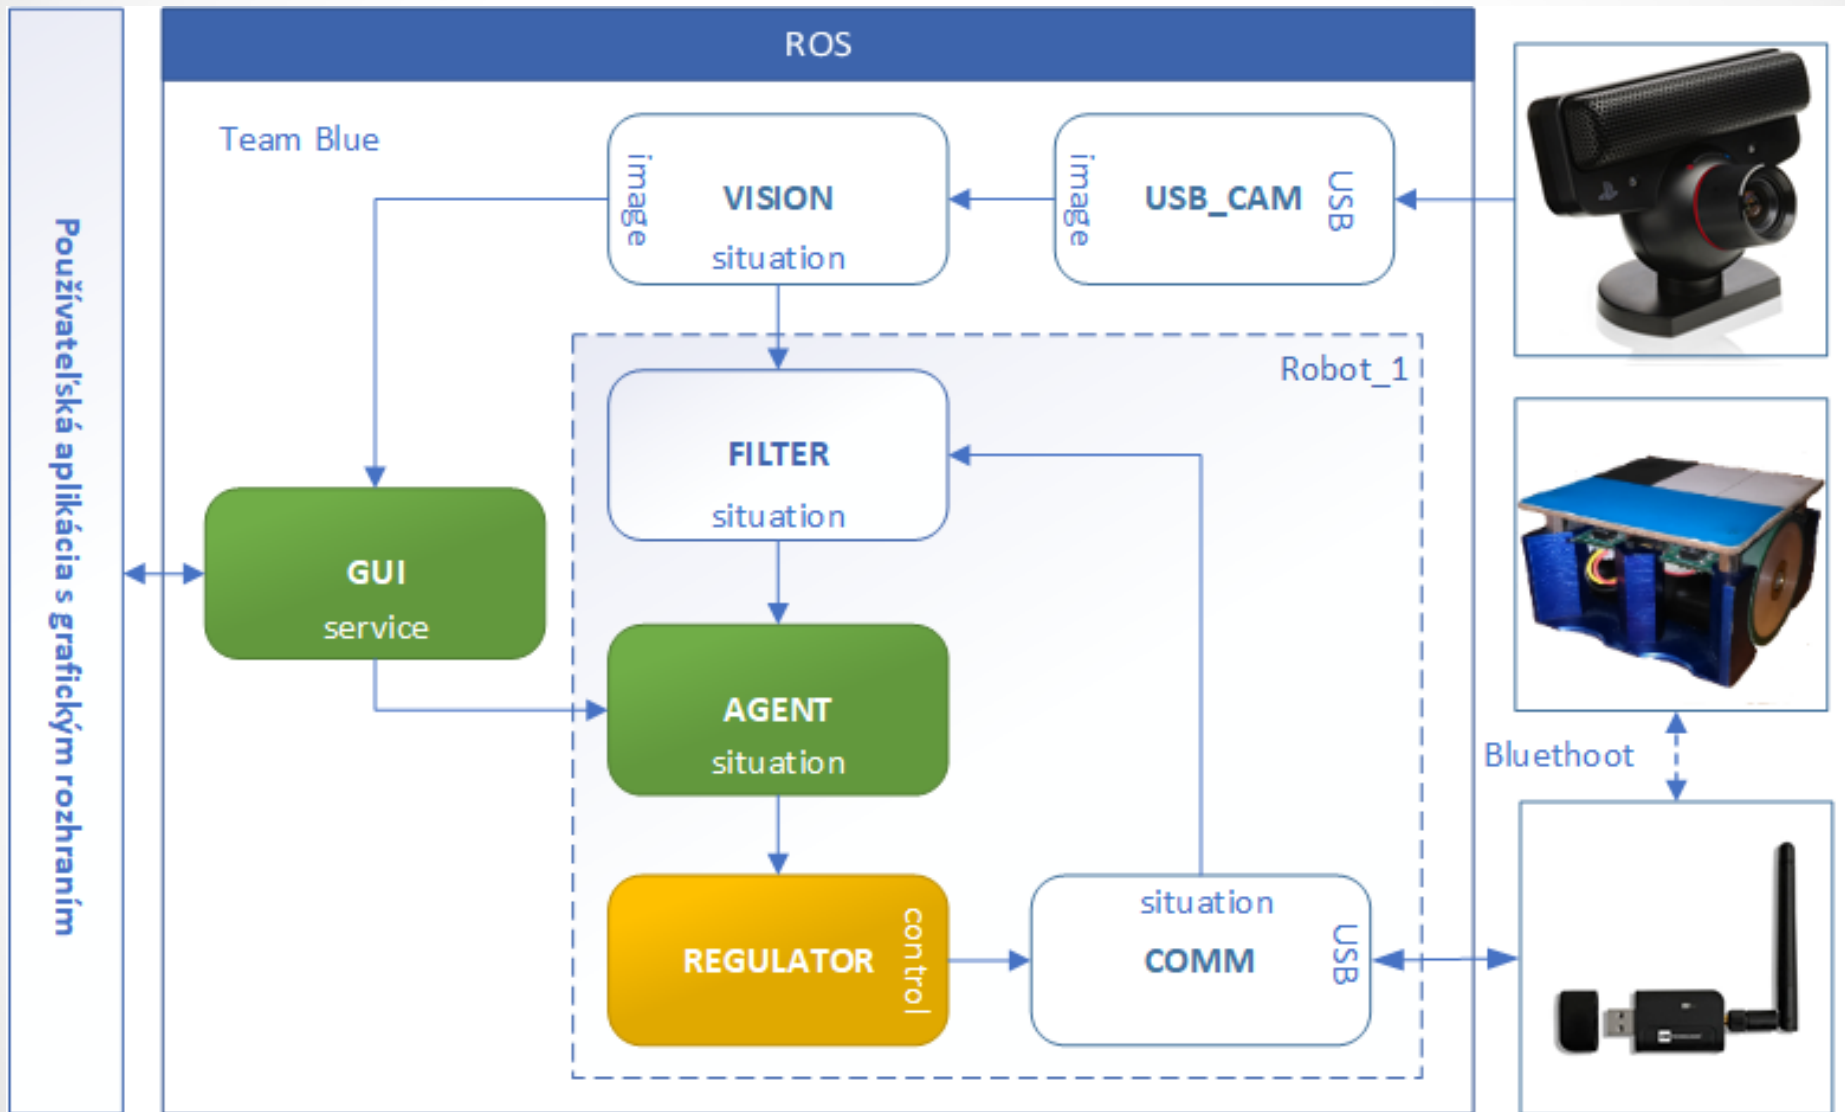 ROS
Team Blue
Používateľská aplikácia s grafickým rozhraním
image
VISION
situation
image
USB_CAM
USB
Robot_1
FILTER
situation
GUI
service
AGENT
situation
Bluethoot
REGULATOR
control
situation
COMM
USB